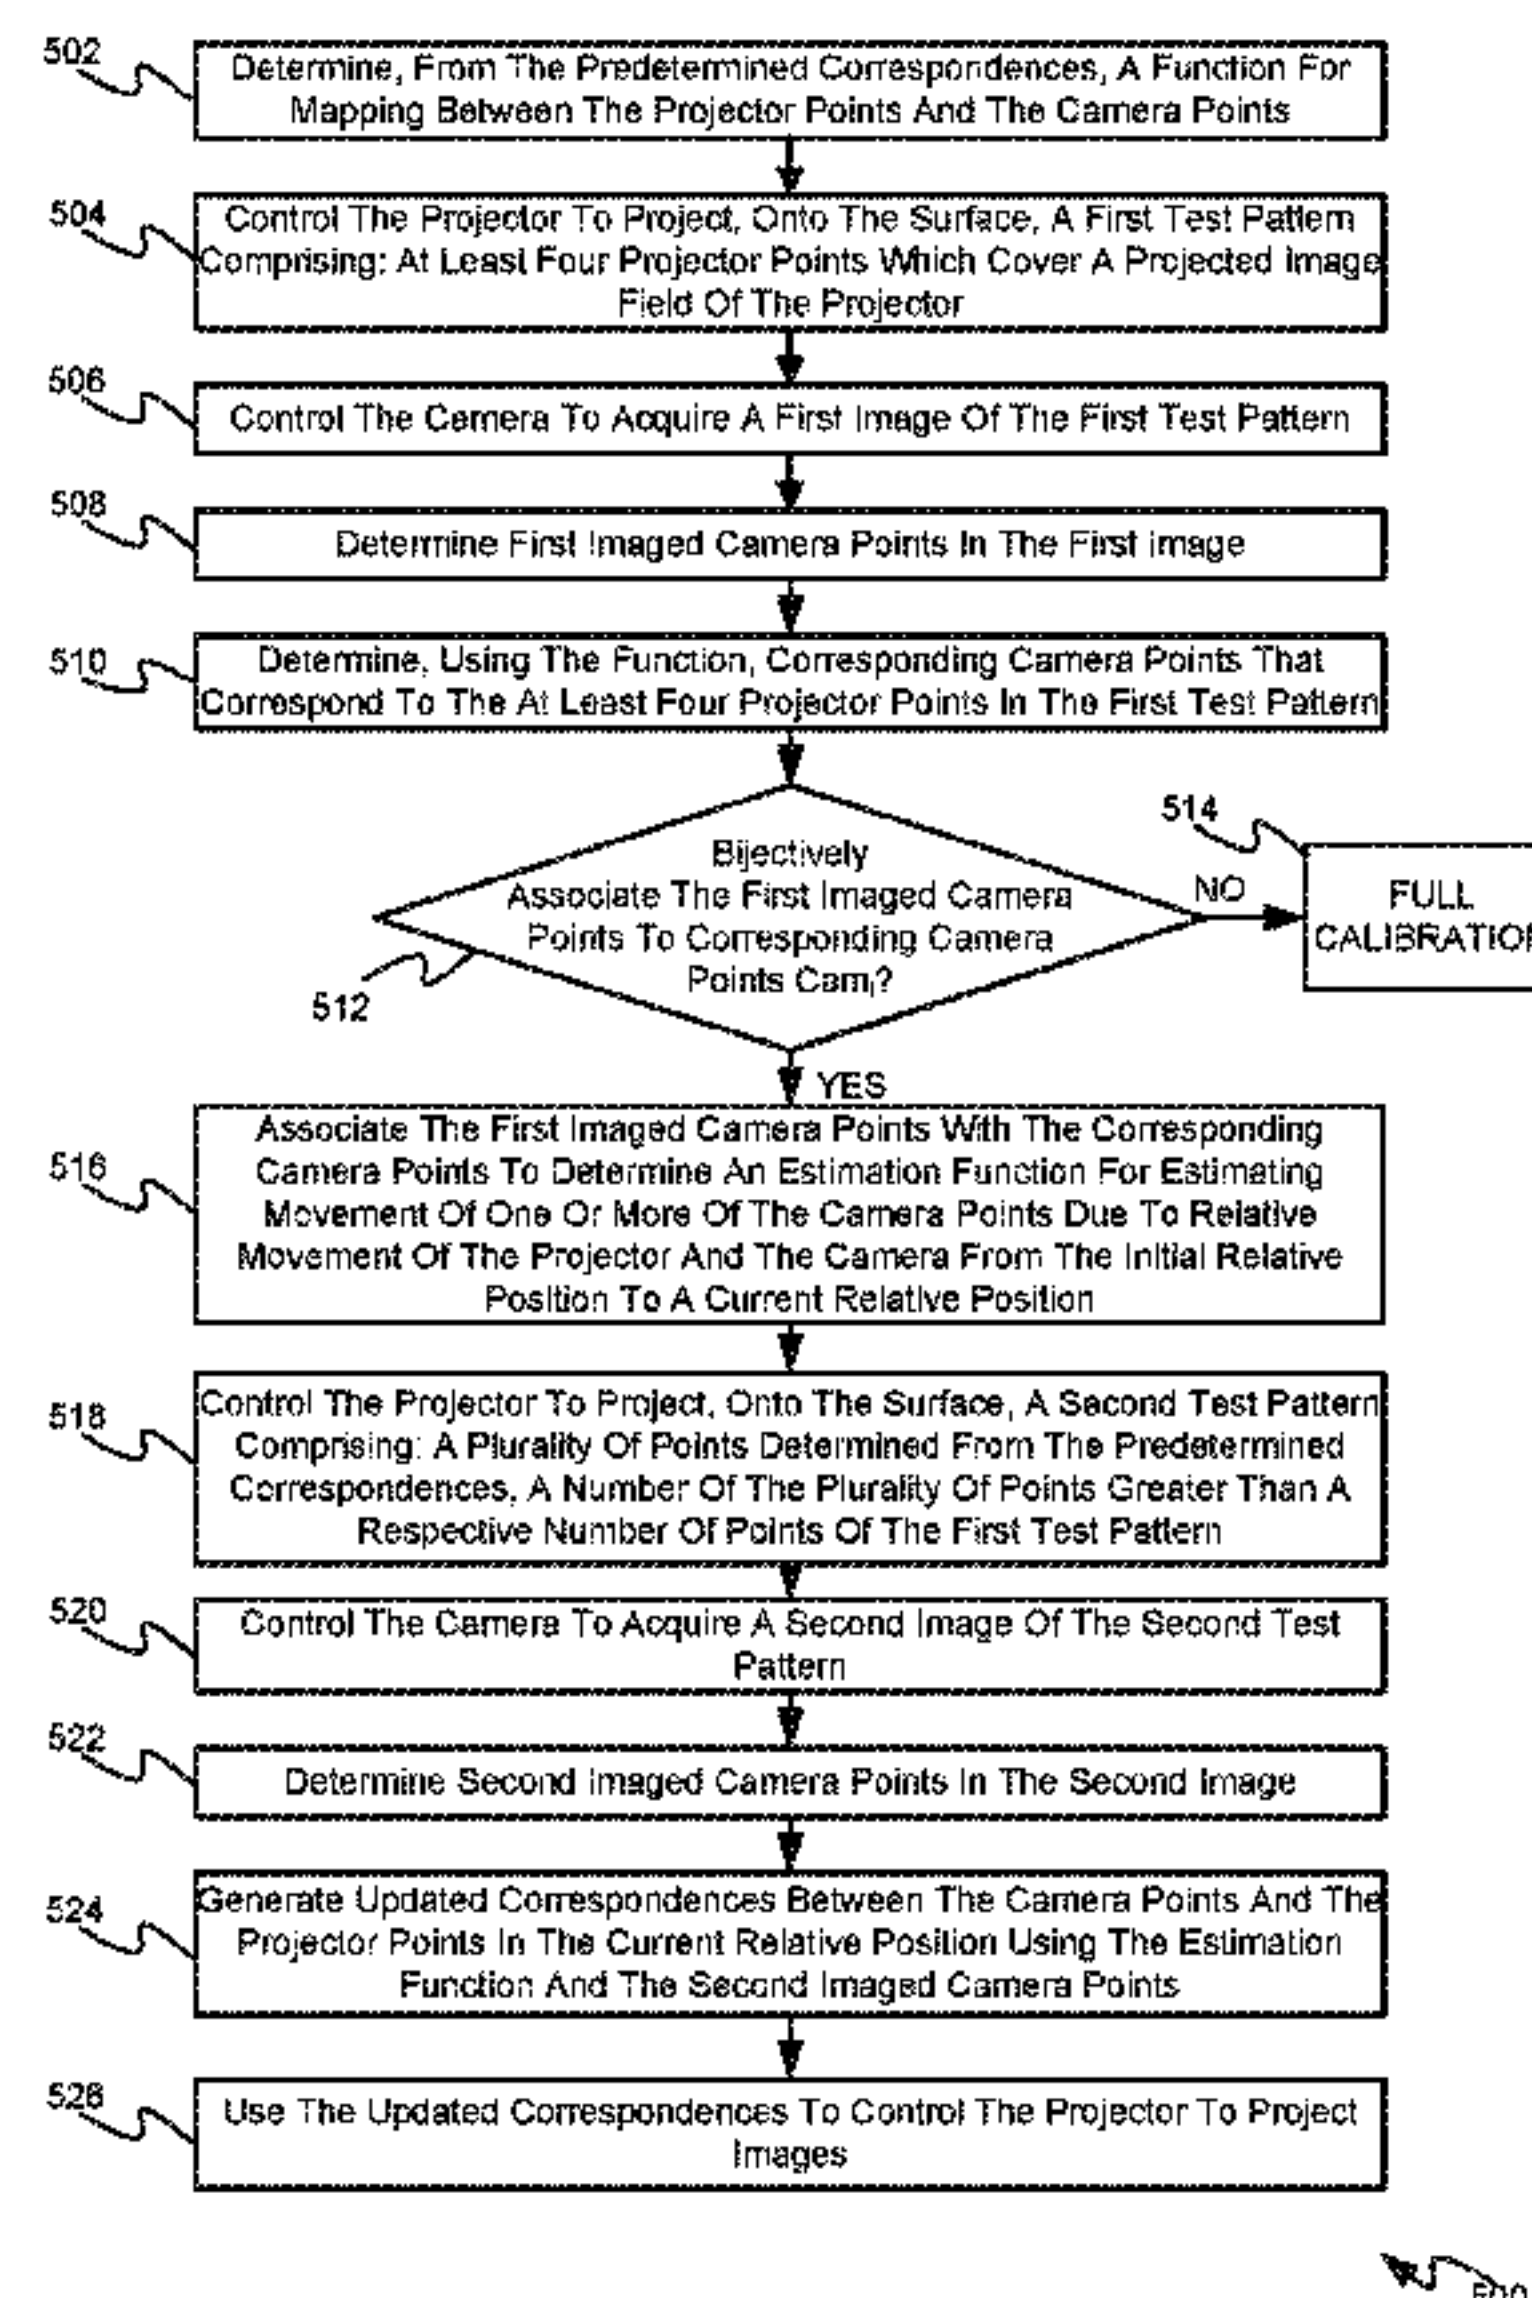 502
Determine, From The Predetermined Correspondences, A Function For
Mapping Between The Projector Points And The Camera Points
504
Control The Projector To Project, Onto The Surface, A First Test Pattern
Comprising: At Least Four Projector Points Which Cover A Projected Image
Field Of The Projector
506
Control The Camera To Acquire A First Image Of The First Test Pattern
508
Determine First Imaged Camera Points In The First Image
510
Determine, Using The Function, Corresponding Camera Points That
Correspond To The At Least Four Projector Points In The First Test Pattern
514
Bijectively
Associate The First Imaged Camera
Points To Corresponding Camera
Points Camⱼ?
NO
FULL
CALIBRATION
512
YES
516
Associate The First Imaged Camera Points With The Corresponding
Camera Points To Determine An Estimation Function For Estimating
Movement Of One Or More Of The Camera Points Due To Relative
Movement Of The Projector And The Camera From The Initial Relative
Position To A Current Relative Position
518
Control The Projector To Project, Onto The Surface, A Second Test Pattern
Comprising: A Plurality Of Points Determined From The Predetermined
Correspondences, A Number Of The Plurality Of Points Greater Than A
Respective Number Of Points Of The First Test Pattern
520
Control The Camera To Acquire A Second Image Of The Second Test
Pattern
522
Determine Second Imaged Camera Points In The Second Image
524
Generate Updated Correspondences Between The Camera Points And The
Projector Points In The Current Relative Position Using The Estimation
Function And The Second Imaged Camera Points
526
Use The Updated Correspondences To Control The Projector To Project
Images